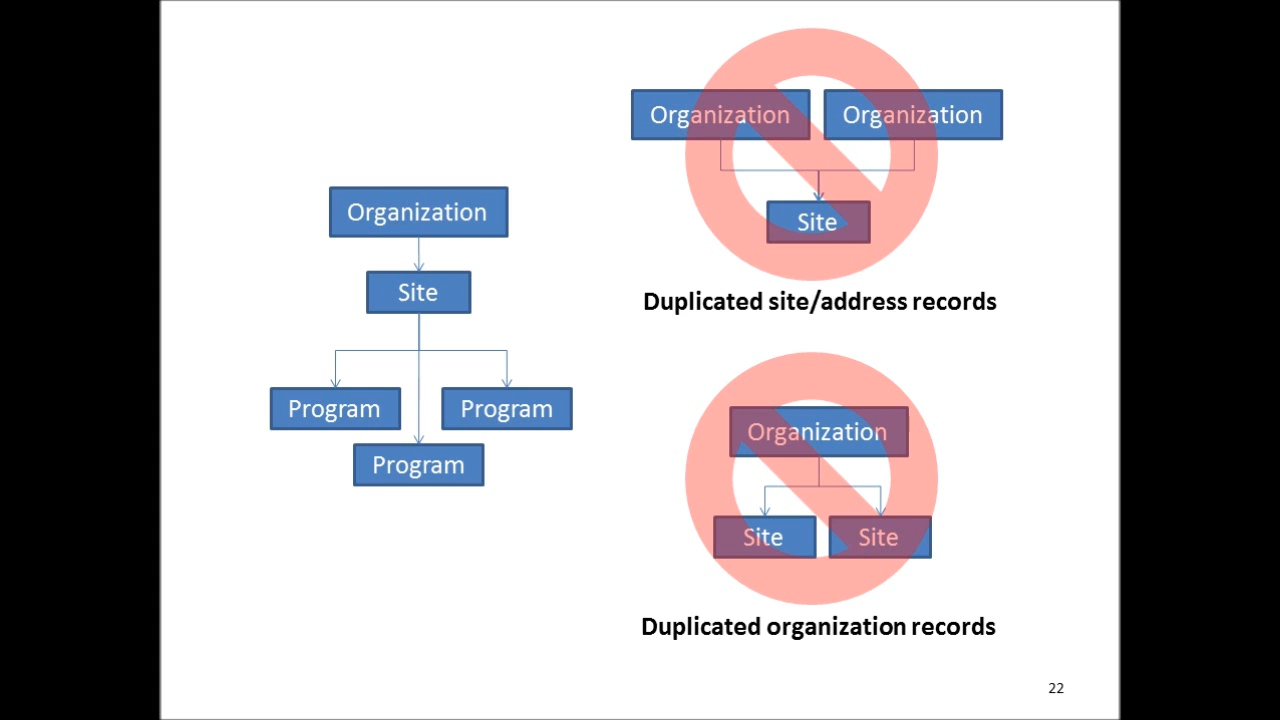 Organization
Site
Program
Program
Program
Organization
Organization
Site
Duplicated site/address records
Organization
Site
Site
Duplicated organization records
22